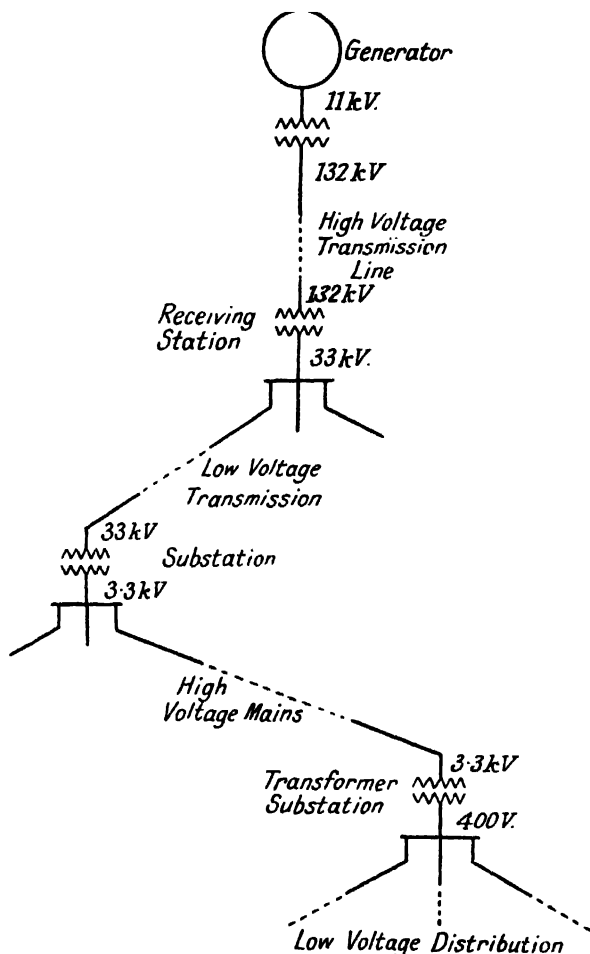 Generator
11kV.
132kV
High Voltage
Transmission
Line
132kV
Receiving
Station
33kV.
Low Voltage
Transmission
33kV
Substation
3·3kV
High
Voltage Mains
3·3kV
Transformer
Substation
400V.
Low Voltage Distribution